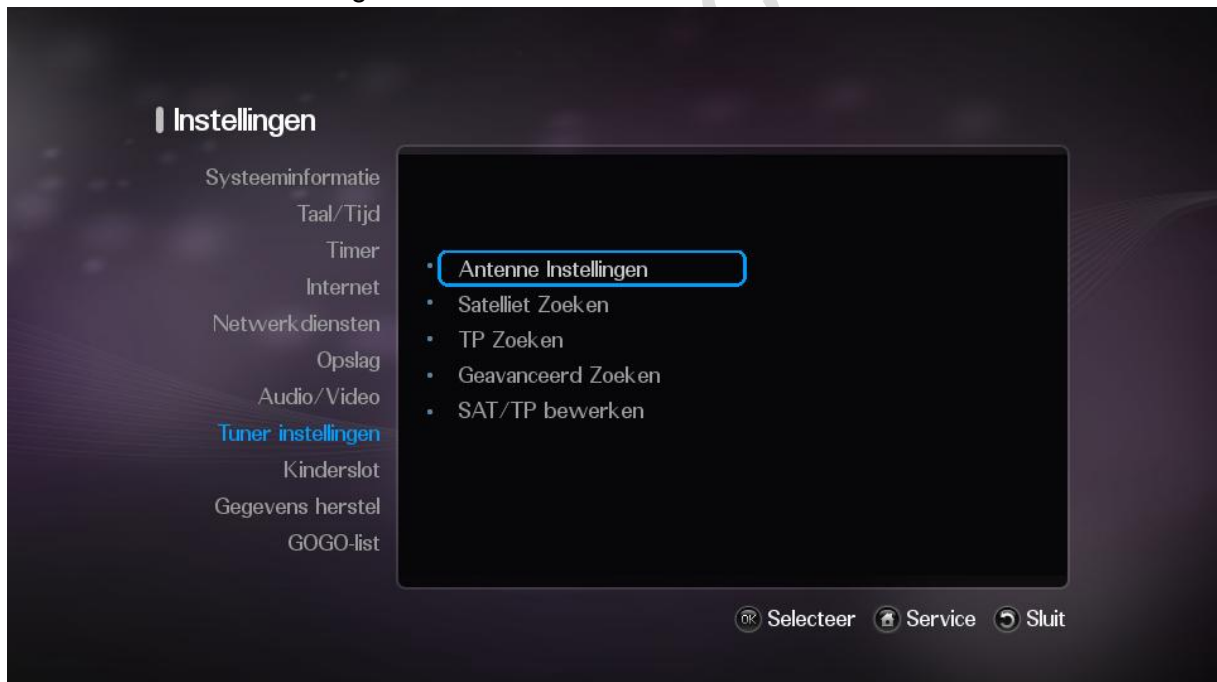 Instellingen
Systeeminformatie
Taal/Tijd
Timer
Internet
Netwerkdiensten
Opslag
Audio/Video
Tuner instellingen
Kinderslot
Gegevens herstel
GOGO-list
Antenne Instellingen
Satelliet Zoeken
TP Zoeken
Geavanceerd Zoeken
SAT/TP bewerken
OK Selecteer Service Sluit